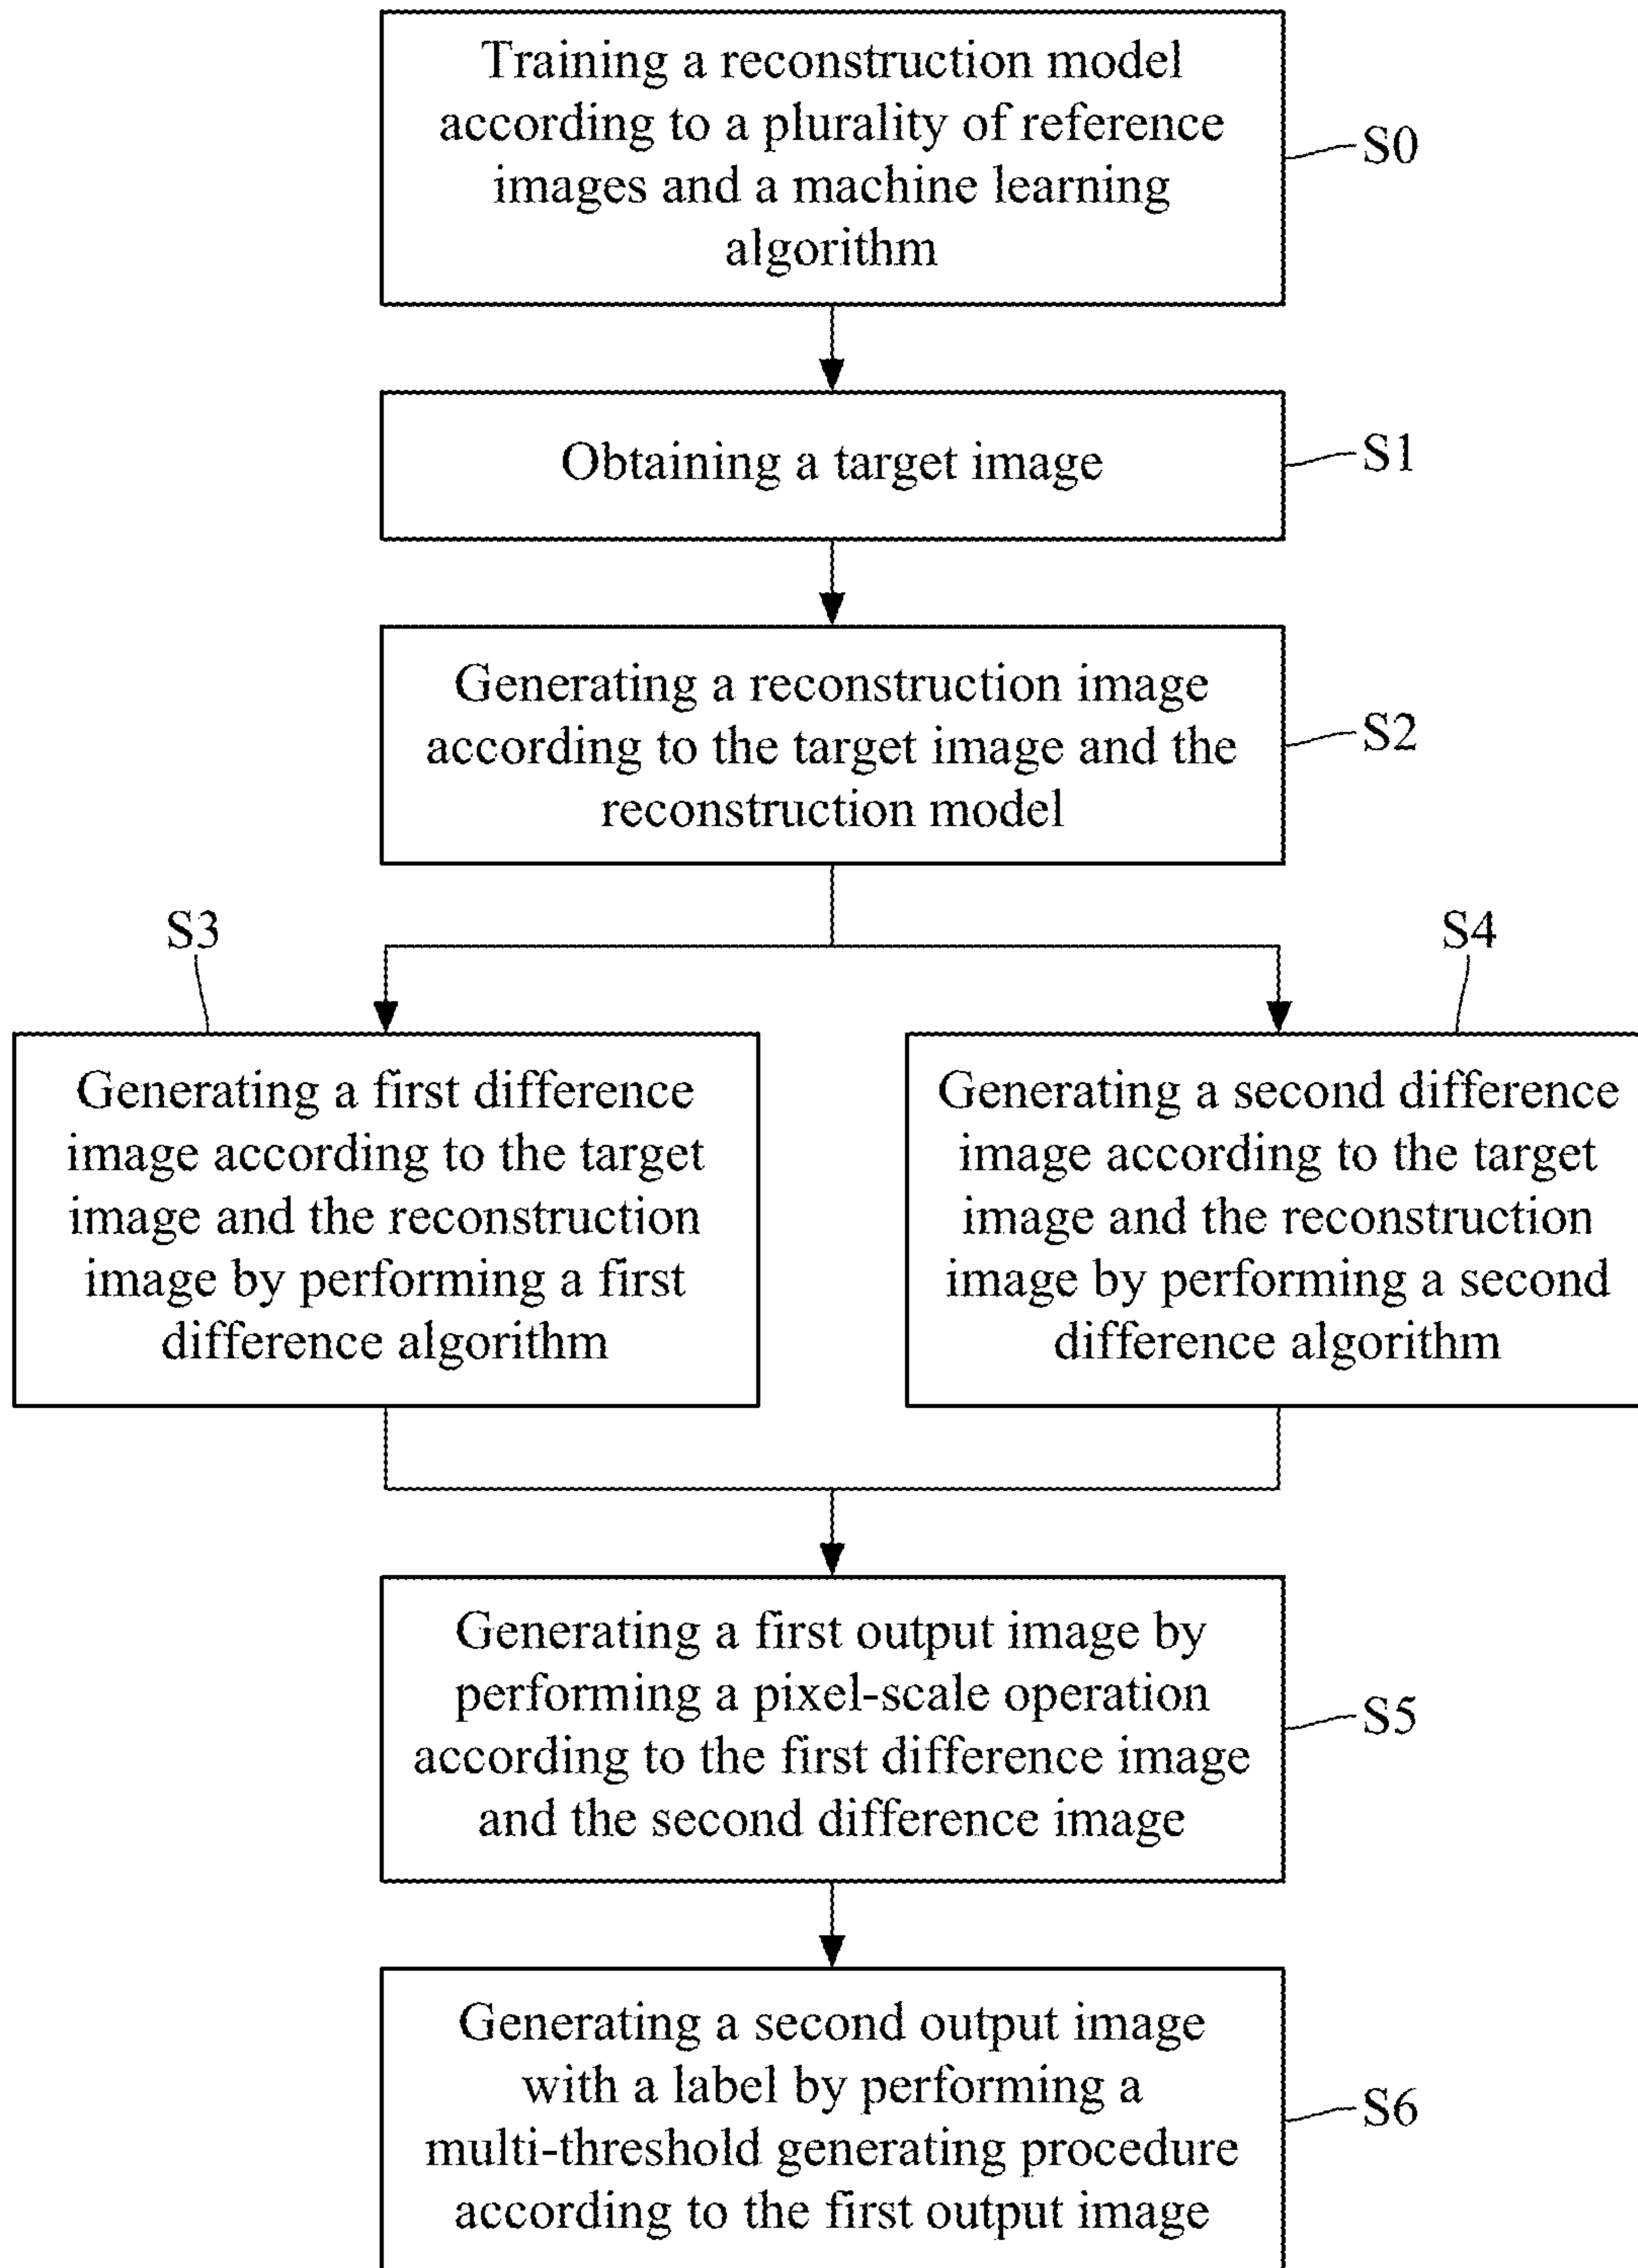 Training a reconstruction model
according to a plurality of reference
images and a machine learning
algorithm
S0
Obtaining a target image
S1
Generating a reconstruction image
according to the target image and the
reconstruction model
S2
S3
Generating a first difference
image according to the target
image and the reconstruction
image by performing a first
difference algorithm
S4
Generating a second difference
image according to the target
image and the reconstruction
image by performing a second
difference algorithm
Generating a first output image by
performing a pixel-scale operation
according to the first difference image
and the second difference image
S5
Generating a second output image
with a label by performing a
multi-threshold generating procedure
according to the first output image
S6